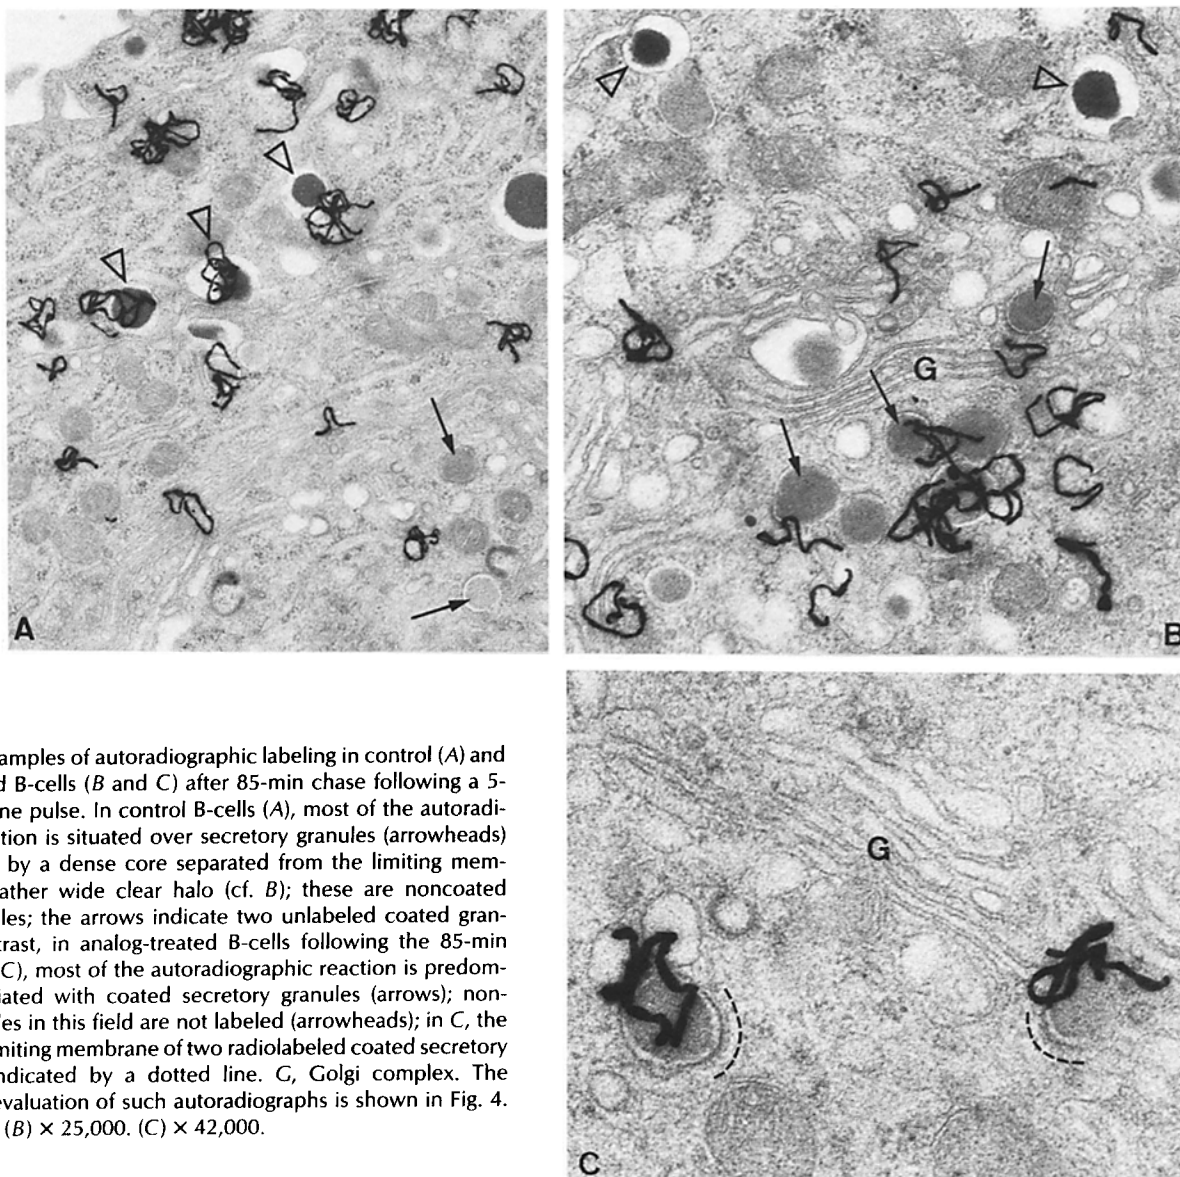 A
B
G
G
C
amples of autoradiographic labeling in control (A) and
d B-cells (B and C) after 85-min chase following a 5-
ne pulse. In control B-cells (A), most of the autoradi-
tion is situated over secretory granules (arrowheads)
by a dense core separated from the limiting mem-
ather wide clear halo (cf. B); these are noncoated
les; the arrows indicate two unlabeled coated gran-
trast, in analog-treated B-cells following the 85-min
C), most of the autoradiographic reaction is predom-
iated with coated secretory granules (arrows); non-
es in this field are not labeled (arrowheads); in C, the
miting membrane of two radiolabeled coated secretory
ndicated by a dotted line. G, Golgi complex. The
evaluation of such autoradiographs is shown in Fig. 4.
(B) × 25,000. (C) × 42,000.